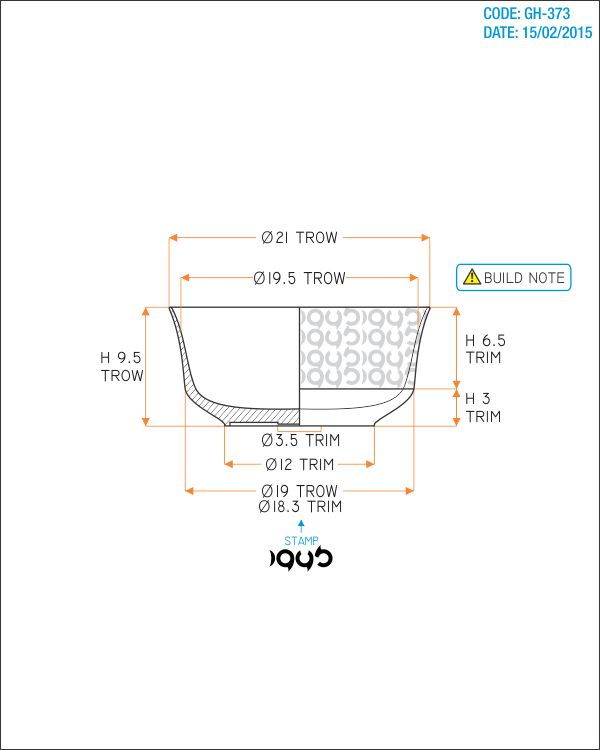 CODE: GH-373
DATE: 15/02/2015
Ø21 TROW
Ø19.5 TROW
BUILD NOTE
H 9.5
TROW
H 6.5
TRIM
H 3
TRIM
Ø3.5 TRIM
Ø12 TRIM
Ø19 TROW
Ø18.3 TRIM
STAMP